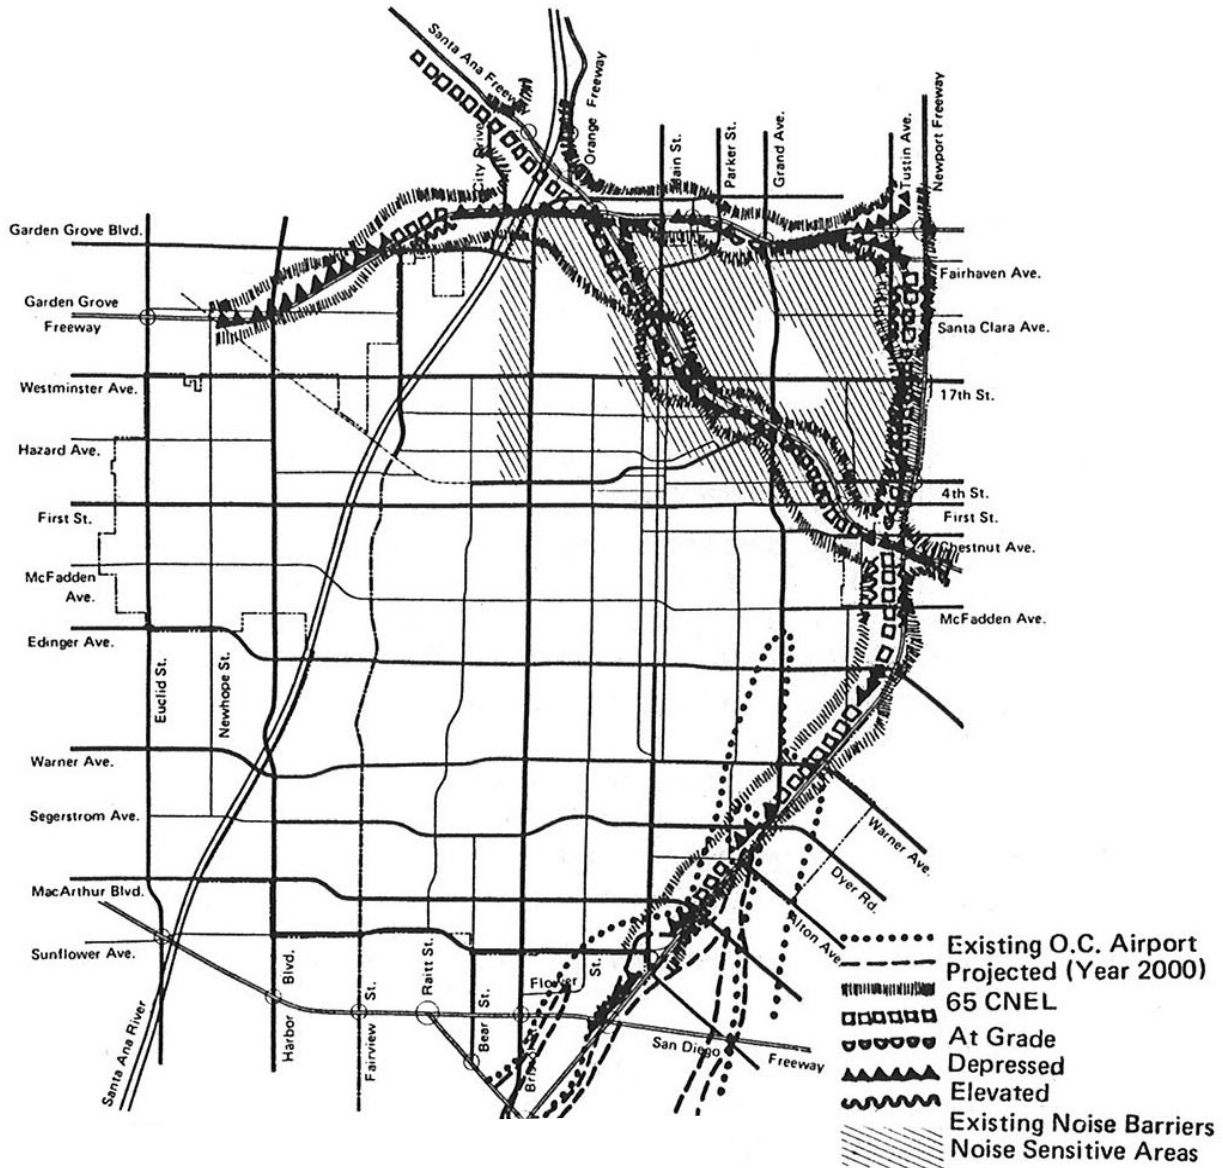 Santa Ana Freeway
Orange Freeway
City Drive
Main St.
Parker St.
Grand Ave.
Tustin Ave.
Newport Freeway
Garden Grove Blvd.
Garden Grove
Freeway
Westminster Ave.
Hazard Ave.
First St.
McFadden
Ave.
Edinger Ave.
Warner Ave.
Segerstrom Ave.
MacArthur Blvd.
Sunflower Ave.
Fairhaven Ave.
Santa Clara Ave.
17th St.
4th St.
First St.
Chestnut Ave.
McFadden Ave.
Euclid St.
Newhope St.
Warner Ave.
Dyer Rd.
Alton Ave.
Santa Ana River
Harbor Blvd.
Fairview St.
Raitt St.
Bear St.
Flower St.
San Diego Freeway
Existing O.C. Airport
Projected (Year 2000)
65 CNEL
At Grade
Depressed
Elevated
Existing Noise Barriers
Noise Sensitive Areas